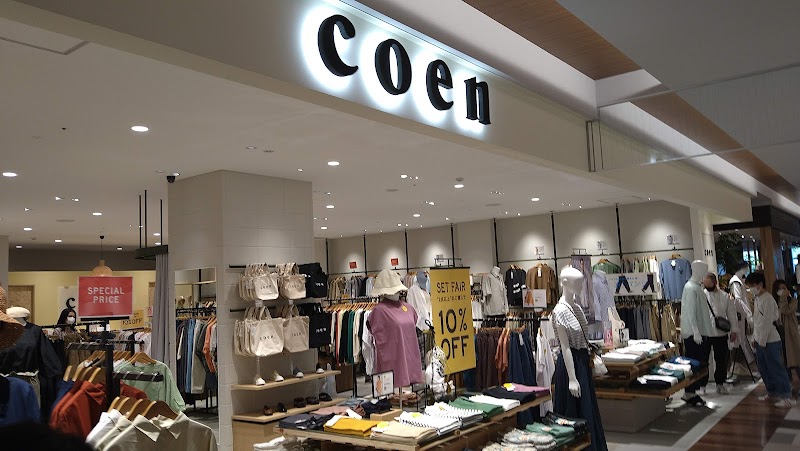 coen
SPECIAL
PRICE
SET FAIR
10%
OFF